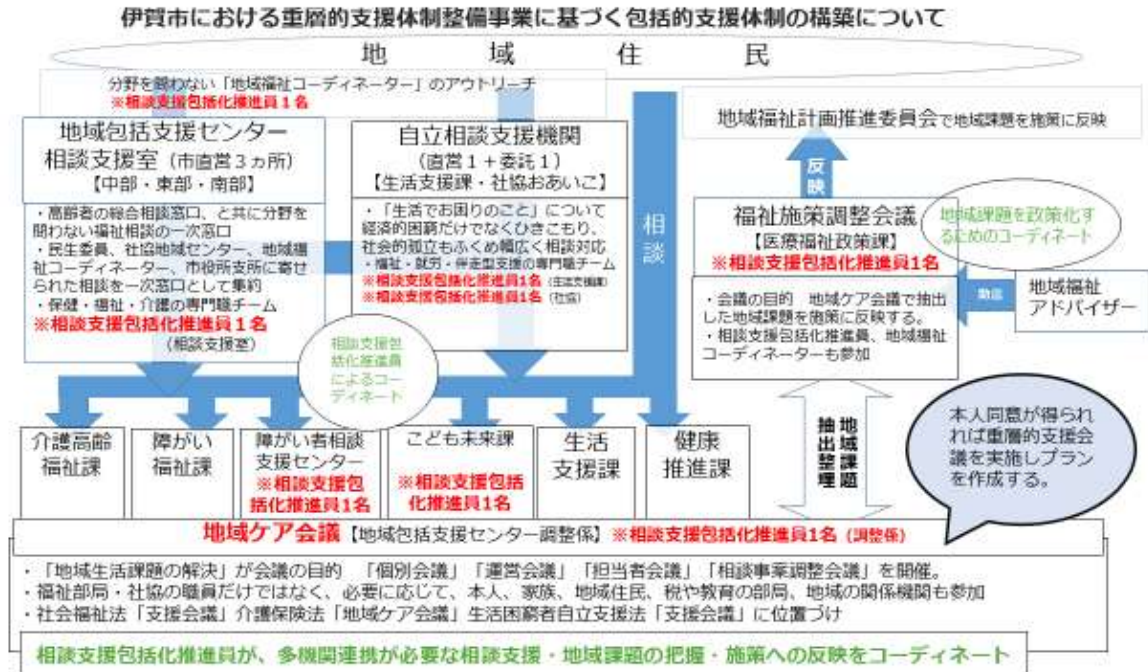 伊賀市における重層的支援体制整備事業に基づく包括的支援体制の構築について
地域住民
分野を問わない「地域福祉コーディネーター」のアウトリーチ
※相談支援包括化推進員１名
地域包括支援センター
相談支援室（市直営３ヵ所）
【中部・東部・南部】
・高齢者の総合相談窓口、と共に分野を
問わない福祉相談の一次窓口
・民生委員、社協地域センター、地域福
祉コーディネーター、市役所支所に寄せ
られた相談を一次窓口として集約
・保健・福祉・介護の専門職チーム
※相談支援包括化推進員１名
（相談支援室）
自立相談支援機関
（直営１＋委託１）
【生活支援課・社協おあいこ】
・「生活でお困りのこと」について
経済的困窮だけでなくひきこもり、
社会的孤立もふくめ幅広く相談対応
・福祉・就労・伴走型支援の専門職チーム
※相談支援包括化推進員１名（生活支援課）
※相談支援包括化推進員１名（社協）
相談
相談支援包
括化推進員
によるコー
ディネート
地域福祉計画推進委員会で地域課題を施策に反映
反映
福祉施策調整会議
【医療福祉政策課】
※相談支援包括化推進員１名
・会議の目的　地域ケア会議で抽出
した地域課題を施策に反映する。
・相談支援包括化推進員、地域福祉
コーディネーターも参加
地域課題を政策化す
るためのコーディネート
助言
地域福祉
アドバイザー
地域課題
抽出整理
本人同意が得られ
れば重層的支援会
議を実施しプラン
を作成する。
介護高齢
福祉課
障がい
福祉課
障がい者相談
支援センター
※相談支援包
括化推進員1名
こども未来課
※相談支援包括
化推進員1名
生活
支援課
健康
推進課
地域ケア会議【地域包括支援センター調整係】※相談支援包括化推進員1名（調整係）
・「地域生活課題の解決」が会議の目的　「個別会議」「運営会議」「担当者会議」「相談事案調整会議」を開催。
・福祉部局・社協の職員だけではなく、必要に応じて、本人、家族、地域住民、税や教育の部局、地域の関係機関も参加
・社会福祉法「支援会議」介護保険法「地域ケア会議」生活困窮者自立支援法「支援会議」に位置づけ
相談支援包括化推進員が、多機関連携が必要な相談支援・地域課題の把握・施策への反映をコーディネート